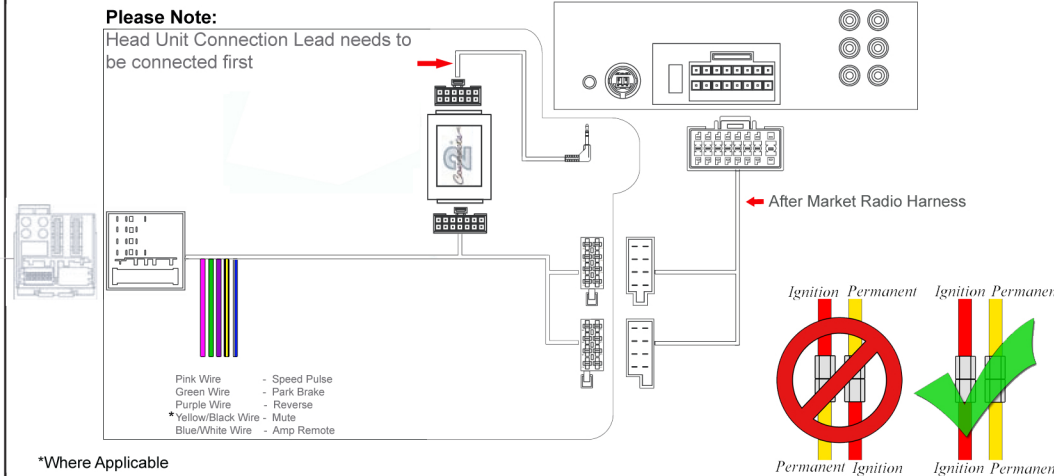 Please Note:
Head Unit Connection Lead needs to
be connected first
After Market Radio Harness
Ignition Permanent
Ignition Permanent
Pink Wire - Speed Pulse
Green Wire - Park Brake
Purple Wire - Reverse
*Yellow/Black Wire - Mute
Blue/White Wire - Amp Remote
*Where Applicable
Permanent Ignition
Ignition Permanent